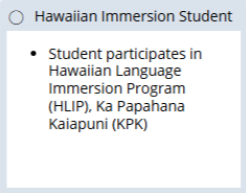 Hawaiian Immersion Student
• Student participates in
Hawaiian Language
Immersion Program
(HLIP), Ka Papahana
Kaiapuni (KPK)